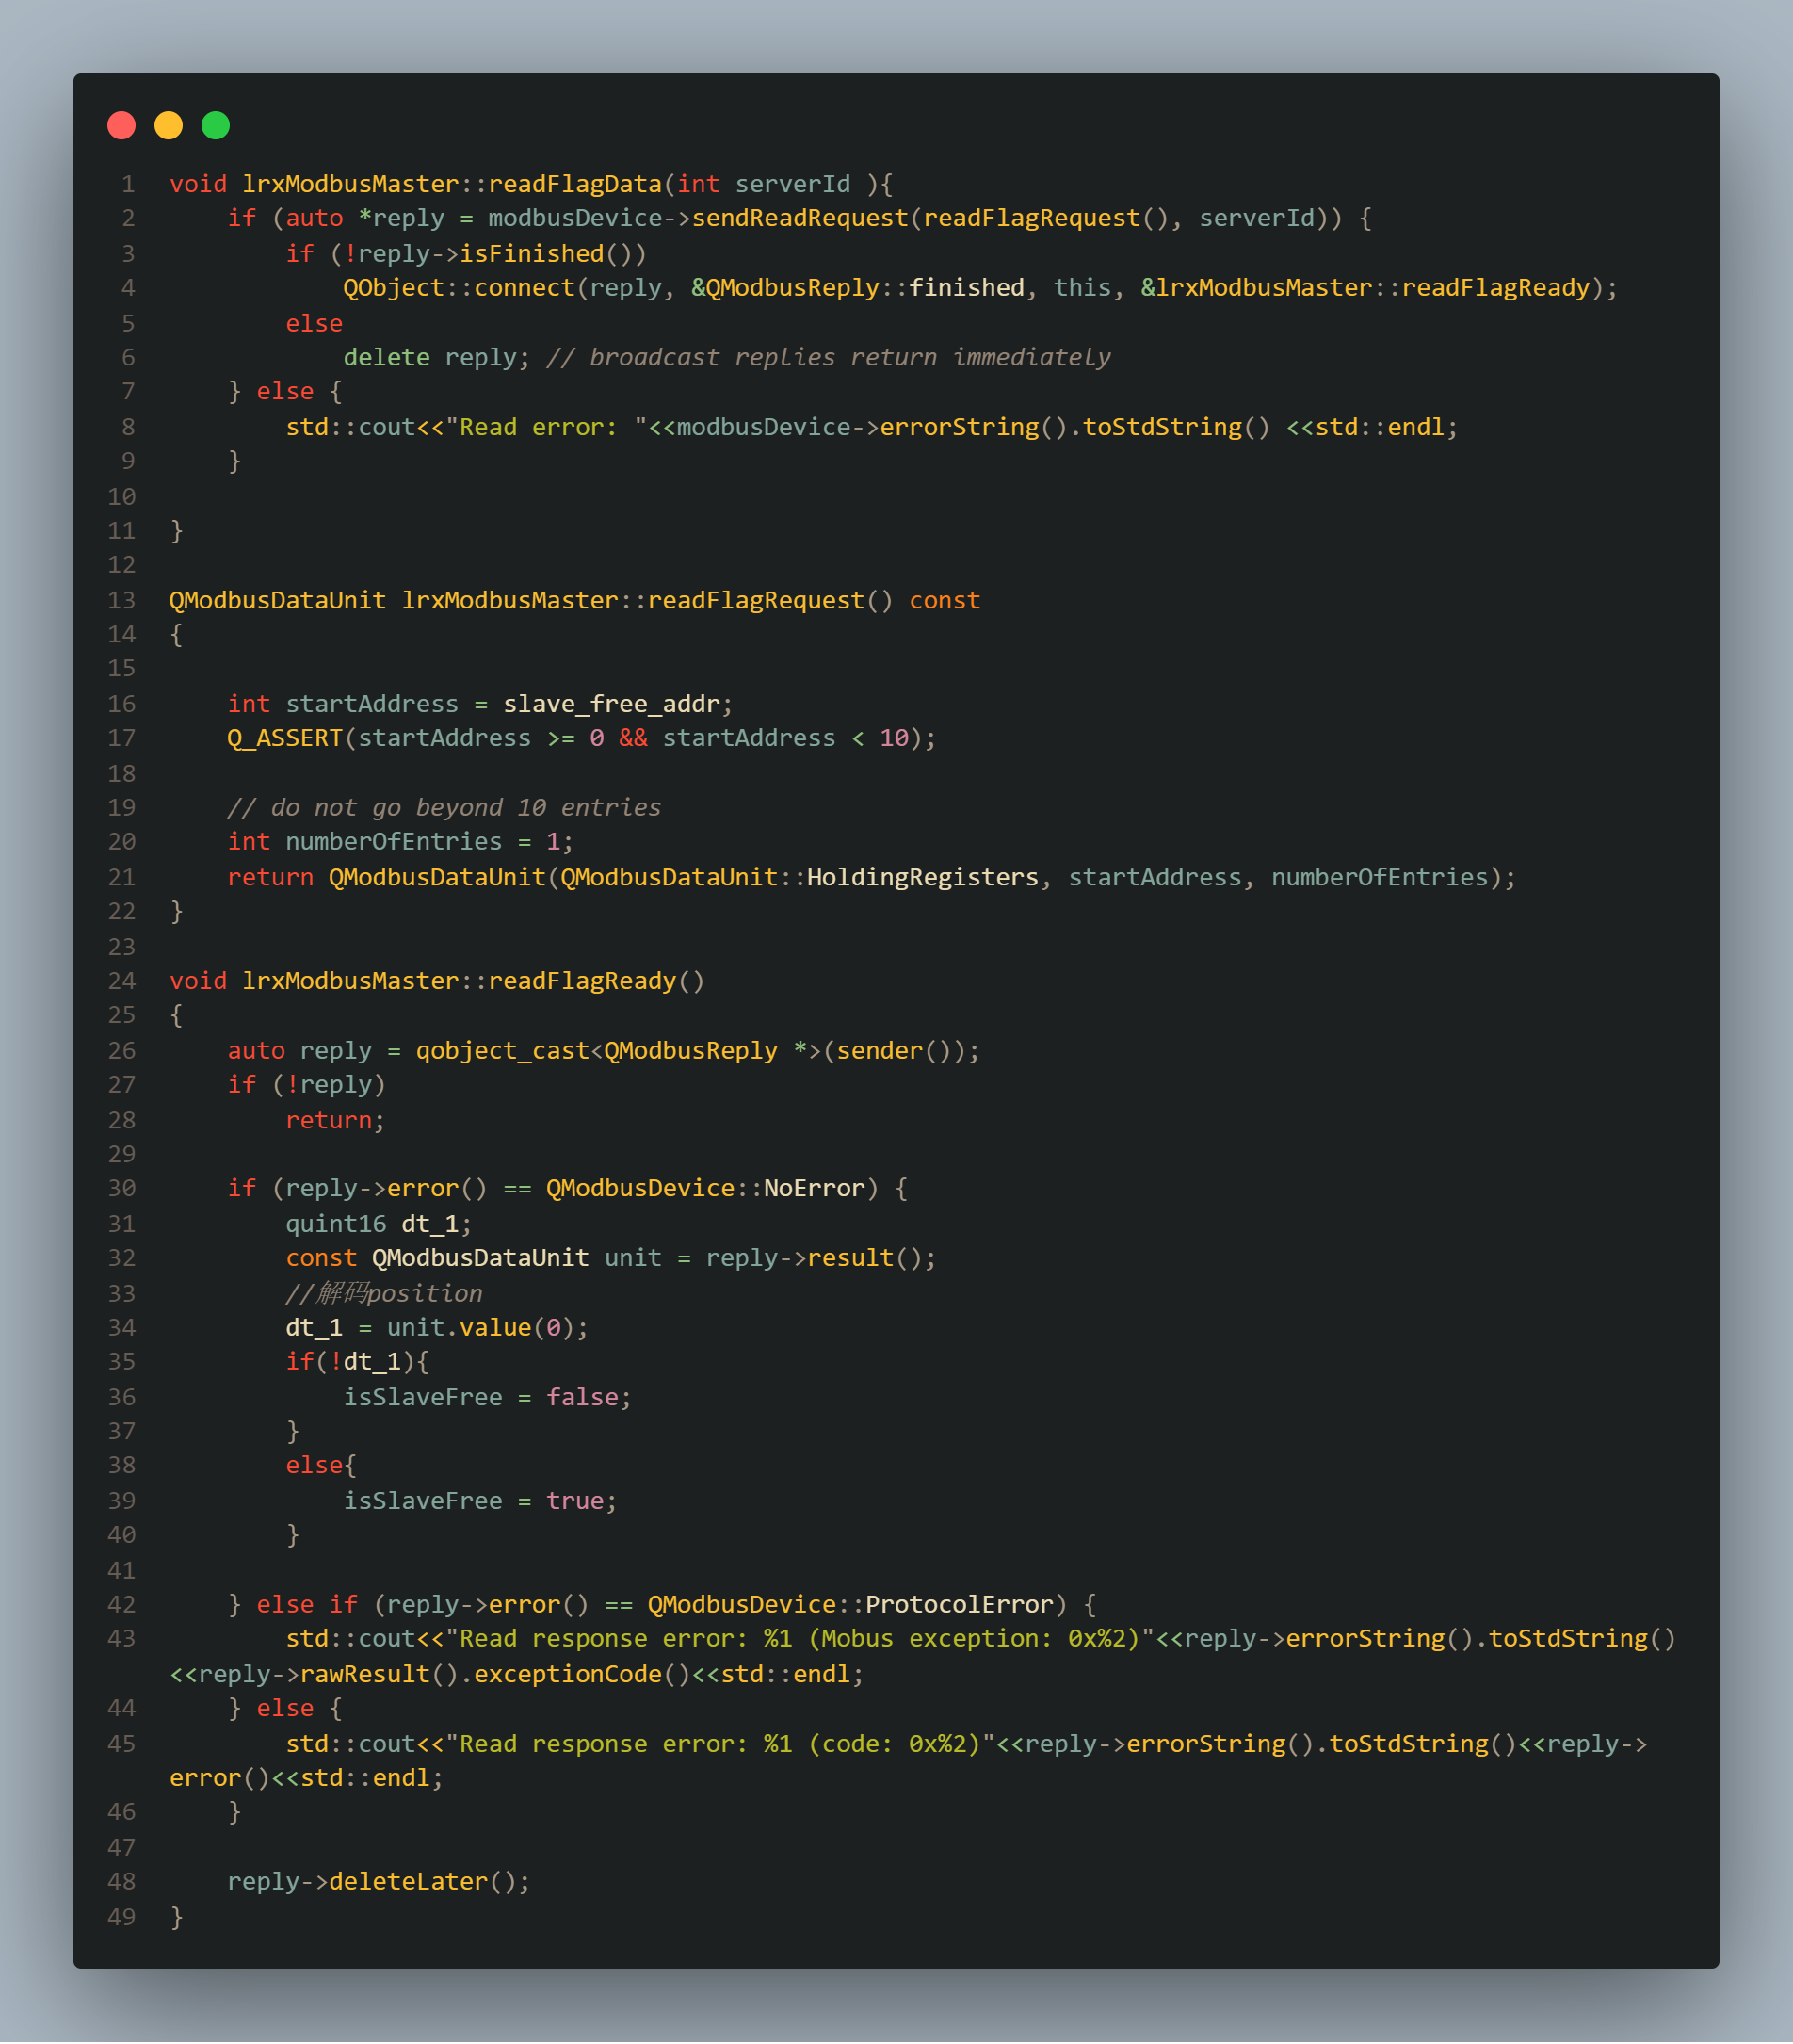 1 void lrxModbusMaster::readFlagData(int serverId ){
2     if (auto *reply = modbusDevice->sendReadRequest(readFlagRequest(), serverId)) {
3         if (!reply->isFinished())
4             QObject::connect(reply, &QModbusReply::finished, this, &lrxModbusMaster::readFlagReady);
5         else
6             delete reply; // broadcast replies return immediately
7     } else {
8         std::cout<<"Read error: "<<modbusDevice->errorString().toStdString() <<std::endl;
9     }
10
11 }
12
13 QModbusDataUnit lrxModbusMaster::readFlagRequest() const
14 {
15
16     int startAddress = slave_free_addr;
17     Q_ASSERT(startAddress >= 0 && startAddress < 10);
18
19     // do not go beyond 10 entries
20     int numberOfEntries = 1;
21     return QModbusDataUnit(QModbusDataUnit::HoldingRegisters, startAddress, numberOfEntries);
22 }
23
24 void lrxModbusMaster::readFlagReady()
25 {
26     auto reply = qobject_cast<QModbusReply *>(sender());
27     if (!reply)
28         return;
29
30     if (reply->error() == QModbusDevice::NoError) {
31         quint16 dt_1;
32         const QModbusDataUnit unit = reply->result();
33         //解码position
34         dt_1 = unit.value(0);
35         if(!dt_1){
36             isSlaveFree = false;
37         }
38         else{
39             isSlaveFree = true;
40         }
41
42     } else if (reply->error() == QModbusDevice::ProtocolError) {
43         std::cout<<"Read response error: %1 (Mobus exception: 0x%2)"<<reply->errorString().toStdString()
<<reply->rawResult().exceptionCode()<<std::endl;
44     } else {
45         std::cout<<"Read response error: %1 (code: 0x%2)"<<reply->errorString().toStdString()<<reply->
error()<<std::endl;
46     }
47
48     reply->deleteLater();
49 }